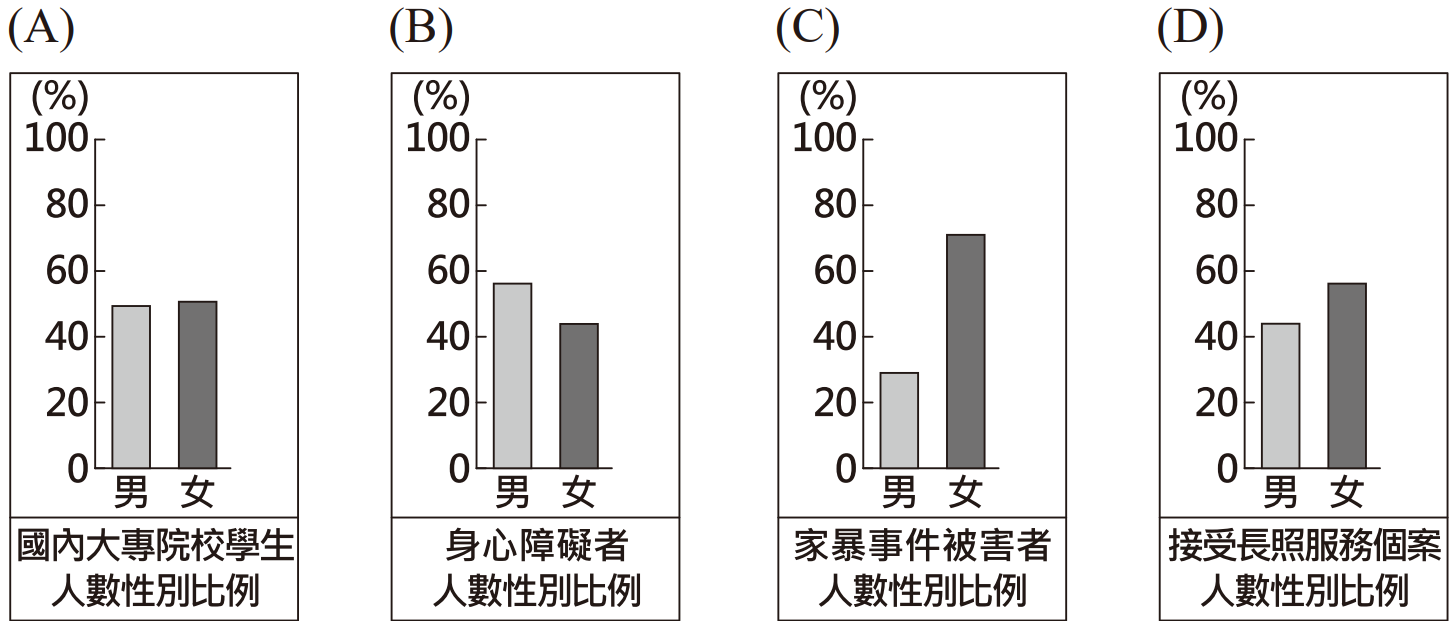 (A)
(%)
100
80
60
40
20
0
男 女
國內大專院校學生
人數性別比例
(B)
(%)
100
80
60
40
20
0
男 女
身心障礙者
人數性別比例
(C)
(%)
100
80
60
40
20
0
男 女
家暴事件被害者
人數性別比例
(D)
(%)
100
80
60
40
20
0
男 女
接受長照服務個案
人數性別比例